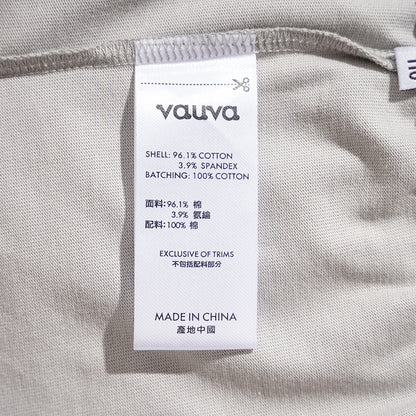 vauva
SHELL: 96.1% COTTON
3.9% SPANDEX
BATCHING: 100% COTTON
面料:96.1% 棉
3.9% 氨綸
配料:100% 棉
EXCLUSIVE OF TRIMS
不包括配料部分
MADE IN CHINA
產地中國